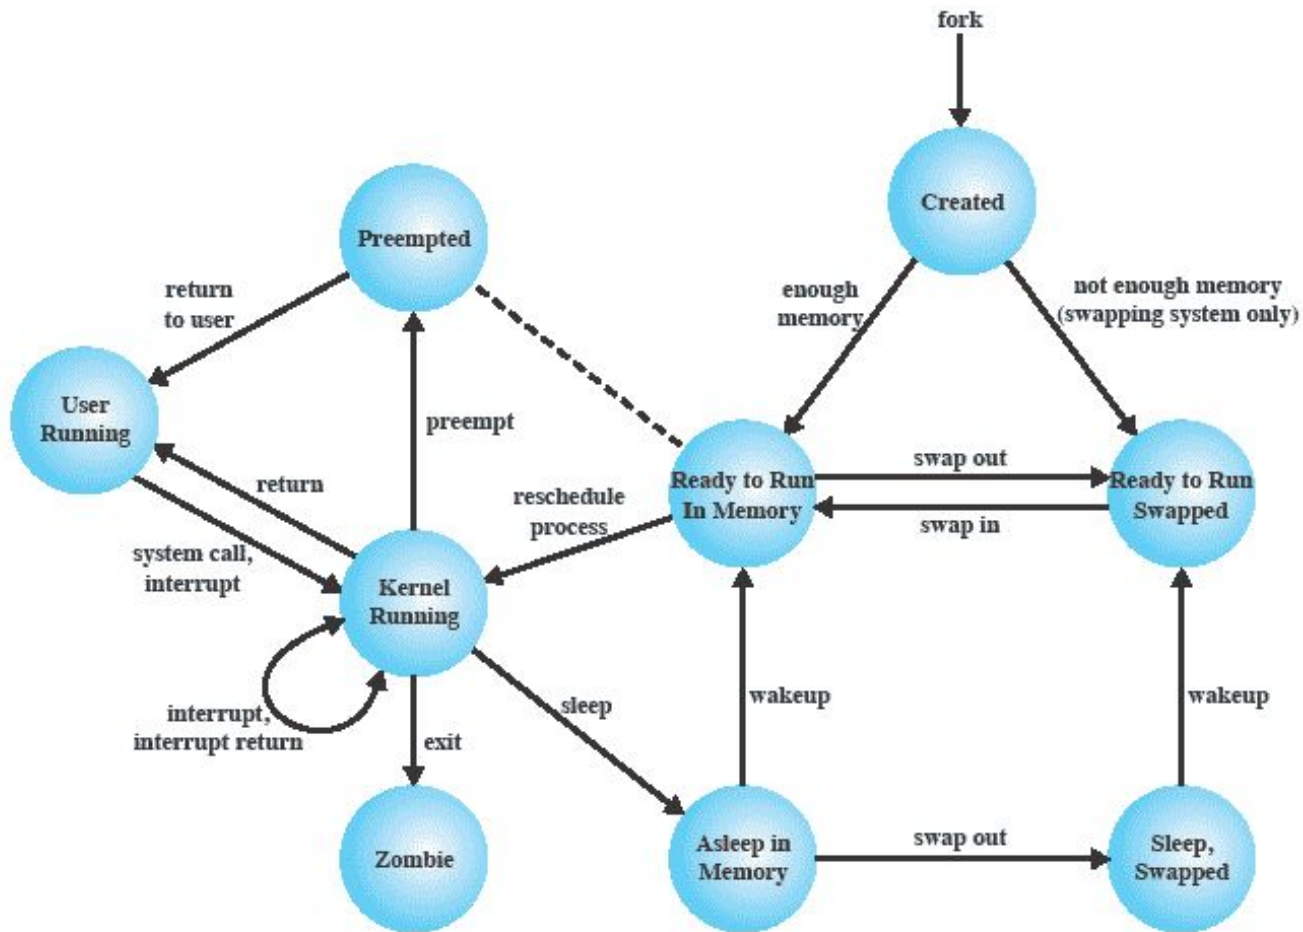 fork
Created
Preempted
return
to user
enough
memory
not enough memory
(swapping system only)
User
Running
preempt
return
reschedule
process
Ready to Run
In Memory
swap out
swap in
Ready to Run
Swapped
system call,
interrupt
Kernel
Running
interrupt,
interrupt return
exit
sleep
wakeup
wakeup
Zombie
Asleep in
Memory
swap out
Sleep,
Swapped